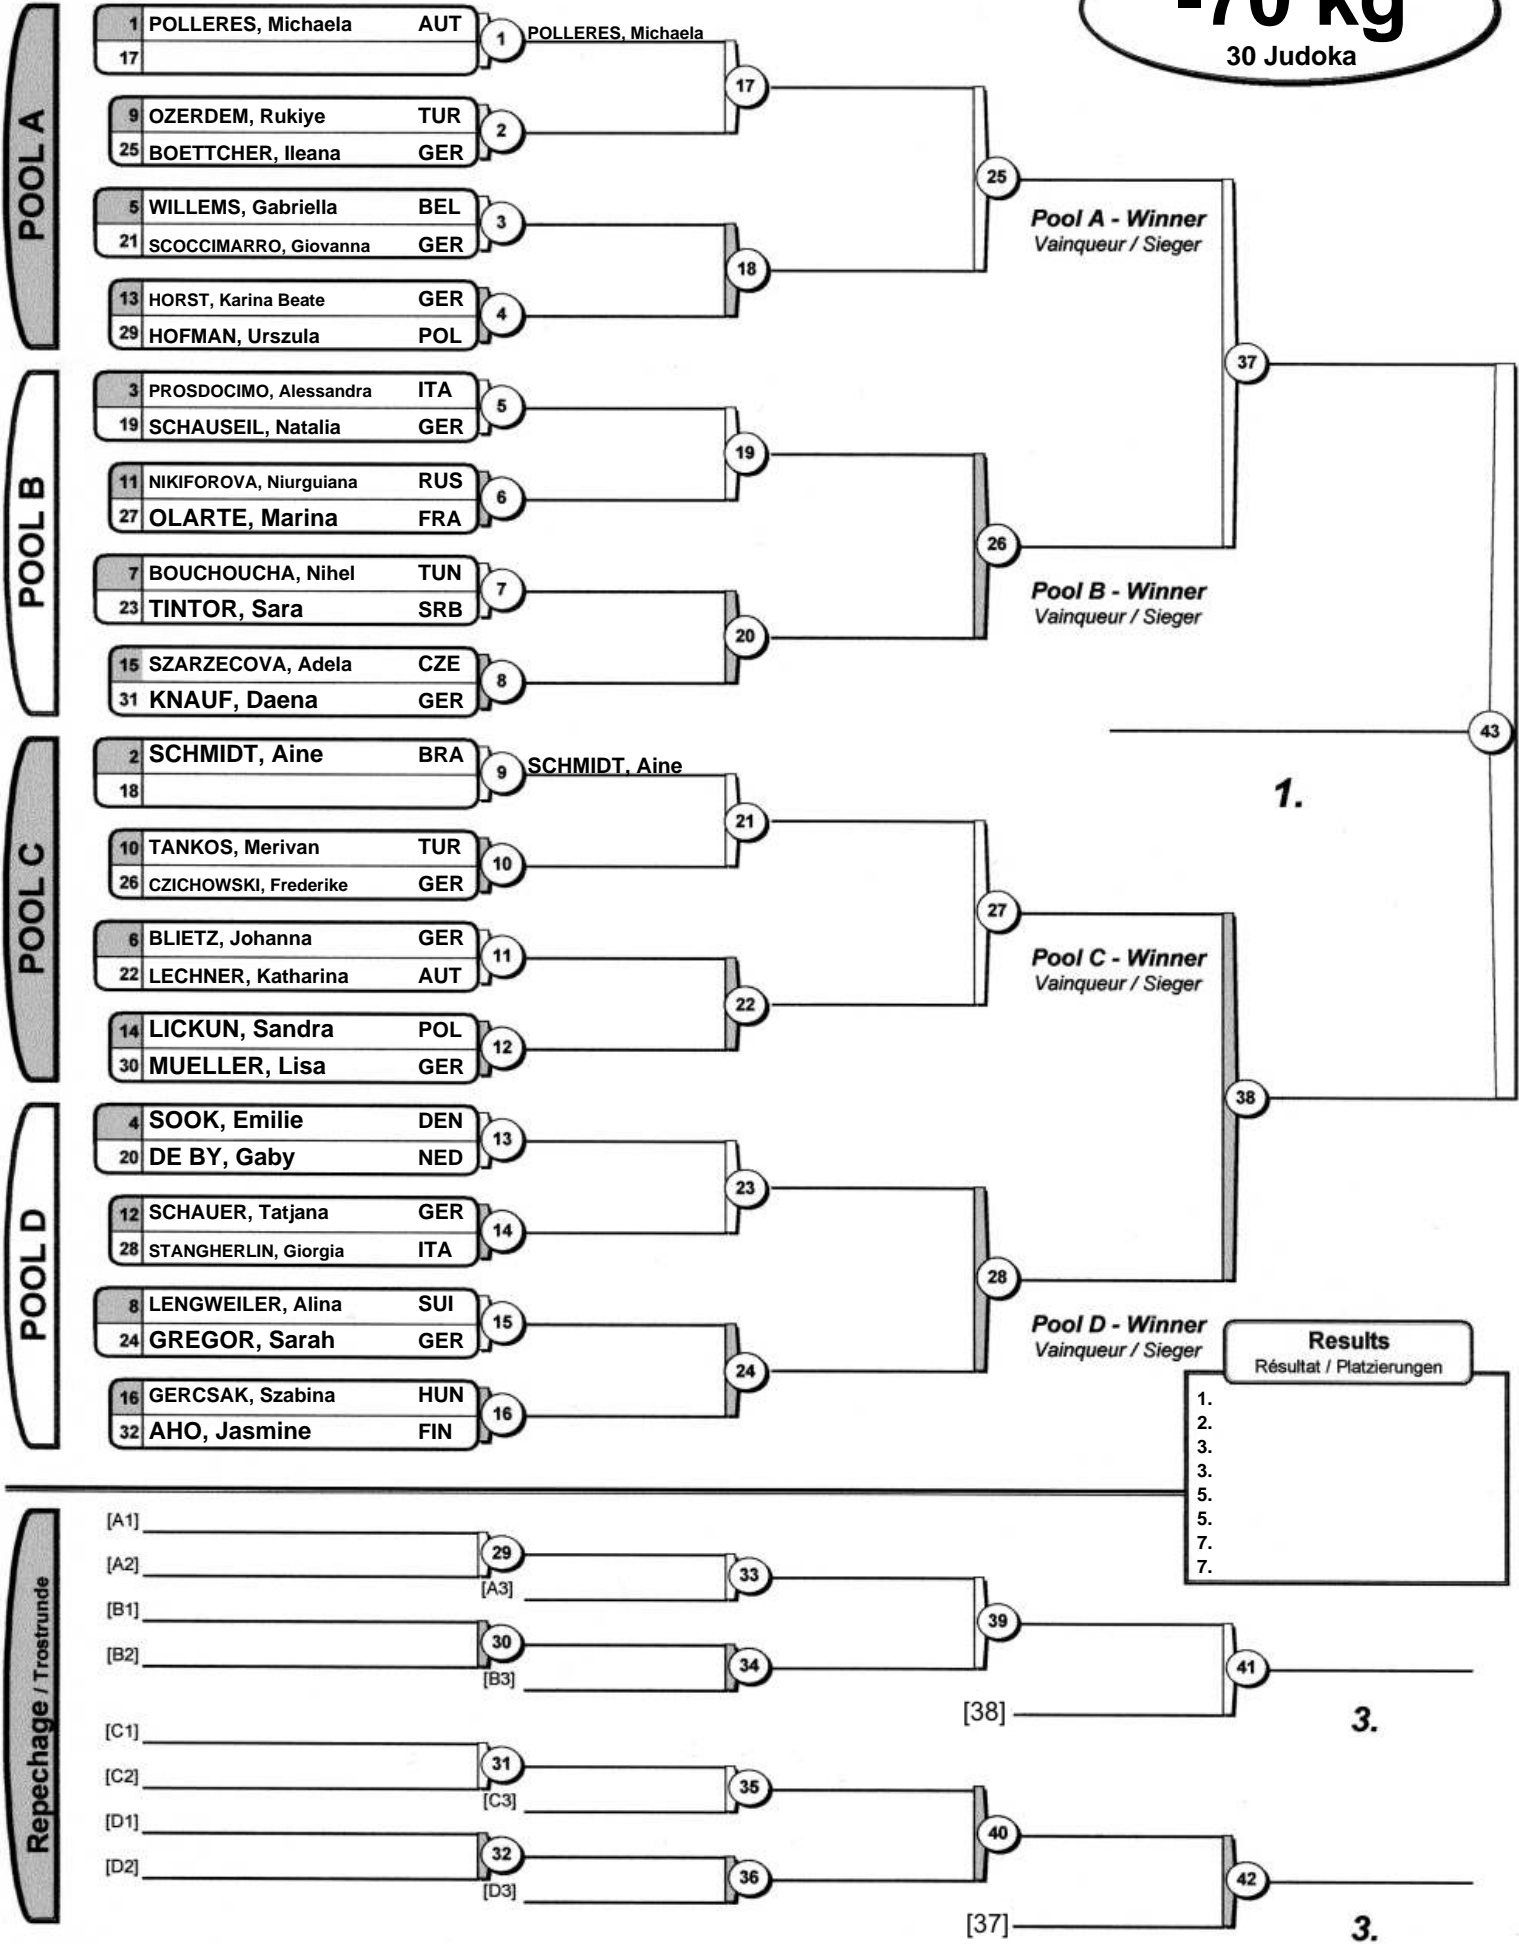 -70 kg
30 Judoka
POOL A
1 POLLERES, Michaela AUT
17
1 POLLERES, Michaela
17
9 OZERDEM, Rukiye TUR
25 BOETTCHER, Ileana GER
2
25
5 WILLEMS, Gabriella BEL
21 SCOCCIMARRO, Giovanna GER
3
Pool A - Winner
Vainqueur / Sieger
18
13 HORST, Karina Beate GER
29 HOFMAN, Urszula POL
4
37
POOL B
3 PROSDOCIMO, Alessandra ITA
19 SCHAUSEIL, Natalia GER
5
19
11 NIKIFOROVA, Niurguiana RUS
27 OLARTE, Marina FRA
6
26
7 BOUCHOUCHA, Nihel TUN
23 TINTOR, Sara SRB
7
Pool B - Winner
Vainqueur / Sieger
20
15 SZARZECOVA, Adela CZE
31 KNAUF, Daena GER
8
43
1.
POOL C
2 SCHMIDT, Aine BRA
18
9 SCHMIDT, Aine
21
10 TANKOS, Merivan TUR
26 CZICHOWSKI, Frederike GER
10
27
6 BLIETZ, Johanna GER
22 LECHNER, Katharina AUT
11
Pool C - Winner
Vainqueur / Sieger
22
14 LICKUN, Sandra POL
30 MUELLER, Lisa GER
12
38
POOL D
4 SOOK, Emilie DEN
20 DE BY, Gaby NED
13
23
12 SCHAUER, Tatjana GER
28 STANGHERLIN, Giorgia ITA
14
28
8 LENGWEILER, Alina SUI
24 GREGOR, Sarah GER
15
Pool D - Winner
Vainqueur / Sieger
24
16 GERCSAK, Szabina HUN
32 AHO, Jasmine FIN
16
Results
Résultat / Platzierungen
1.
2.
3.
3.
5.
5.
7.
7.
Repechage / Trostrunde
[A1]
[A2]
29
[A3]
33
[B1]
[B2]
30
[B3]
34
39
[38]
41
3.
[C1]
[C2]
31
[C3]
35
[D1]
[D2]
32
[D3]
36
40
[37]
42
3.